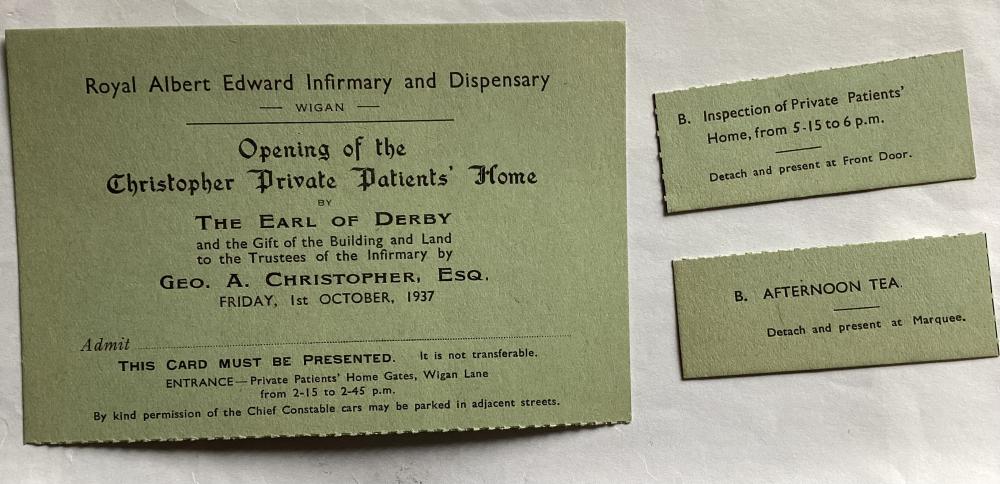 Royal Albert Edward Infirmary and Dispensary
— WIGAN —
Opening of the
Christopher Private Patients' Home
BY
THE EARL OF DERBY
and the Gift of the Building and Land
to the Trustees of the Infirmary by
GEO. A. CHRISTOPHER, ESQ.
FRIDAY, 1st OCTOBER, 1937
Admit
THIS CARD MUST BE PRESENTED. It is not transferable.
ENTRANCE—Private Patients' Home Gates, Wigan Lane
from 2-15 to 2-45 p.m.
By kind permission of the Chief Constable cars may be parked in adjacent streets.
B. Inspection of Private Patients'
Home, from 5-15 to 6 p.m.
Detach and present at Front Door.
B. AFTERNOON TEA.
Detach and present at Marquee.